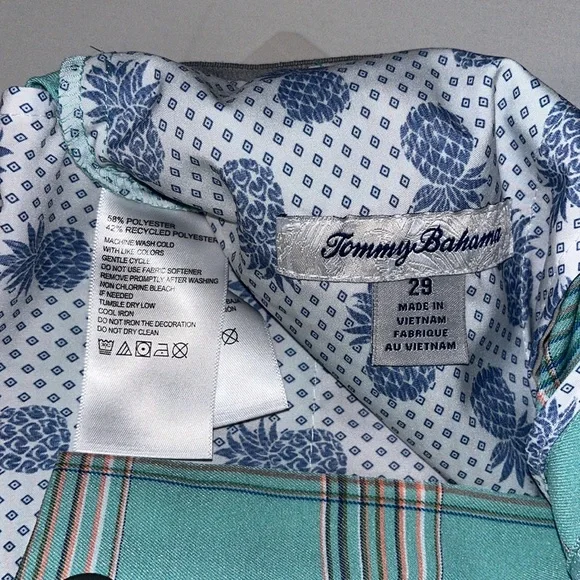 58% POLYESTER
42% RECYCLED POLYESTER
MACHINE WASH COLD
WITH LIKE COLORS
GENTLE CYCLE
DO NOT USE FABRIC SOFTENER
REMOVE PROMPTLY AFTER WASHING
NON CHLORINE BLEACH
IF NEEDED
TUMBLE DRY LOW
COOL IRON
DO NOT IRON THE DECORATION
DO NOT DRY CLEAN
Tommy Bahama
29
MADE IN
VIETNAM
FABRIQUE
AU VIETNAM